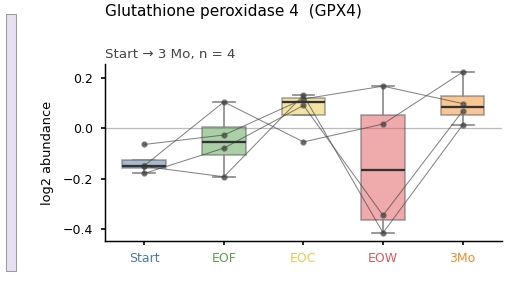 Glutathione peroxidase 4  (GPX4)
Start → 3 Mo, n = 4
log2 abundance
0.2
0.0
−0.2
−0.4
Start EOF EOC EOW 3Mo